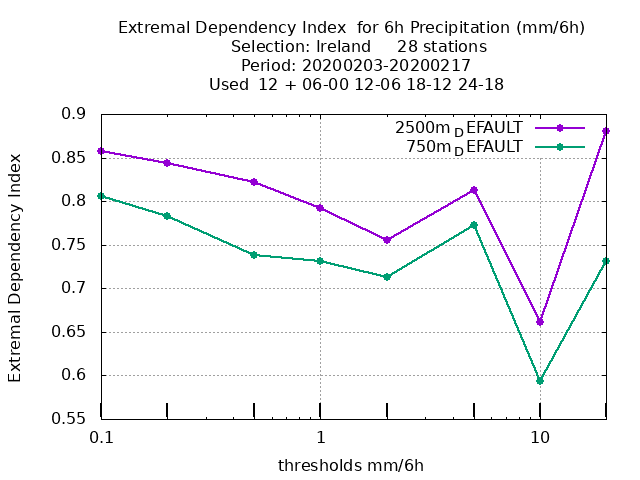 Extremal Dependency Index  for 6h Precipitation (mm/6h)
Selection: Ireland     28 stations
Period: 20200203-20200217
Used  12 + 06-00 12-06 18-12 24-18
2500m_DEFAULT
750m_DEFAULT
0.9
0.85
0.8
0.75
0.7
0.65
0.6
0.55
Extremal Dependency Index
0.1 1 10
thresholds mm/6h